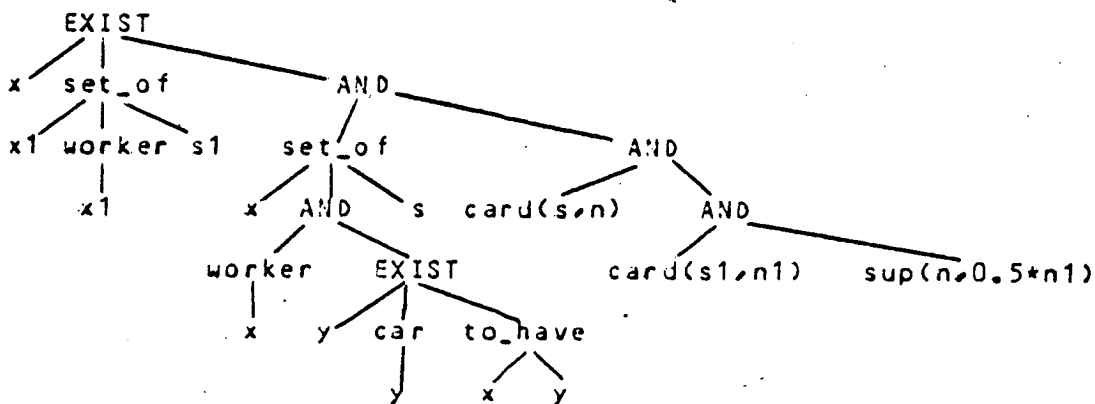 EXIST
x set_of AND
x1 worker s1 set_of AND
x1 x AND s card(s,n) AND
worker EXIST card(s1,n1) sup(n,0.5*n1)
x y car to_have
y x y